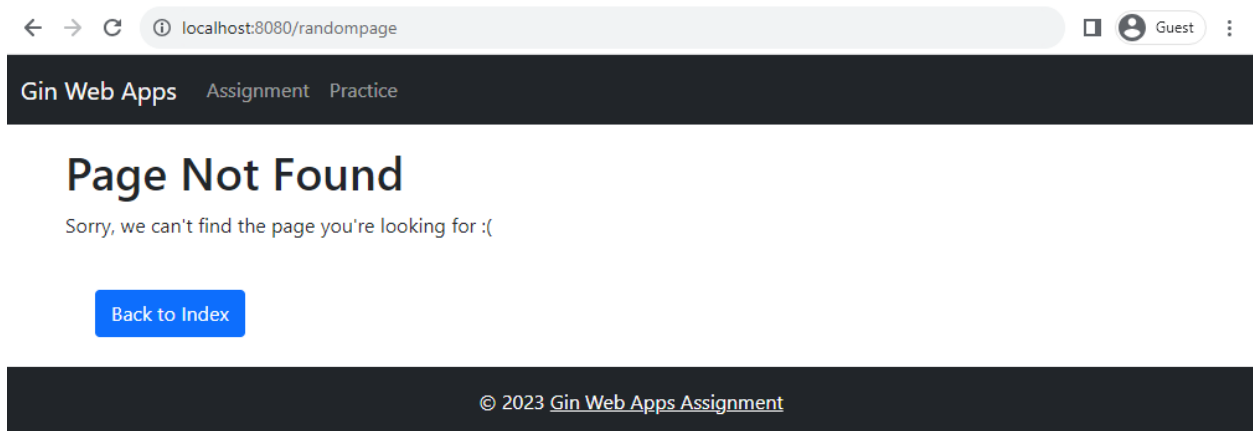 localhost:8080/randompage
Guest
Gin Web Apps Assignment Practice
Page Not Found
Sorry, we can't find the page you're looking for :(
Back to Index
© 2023 Gin Web Apps Assignment